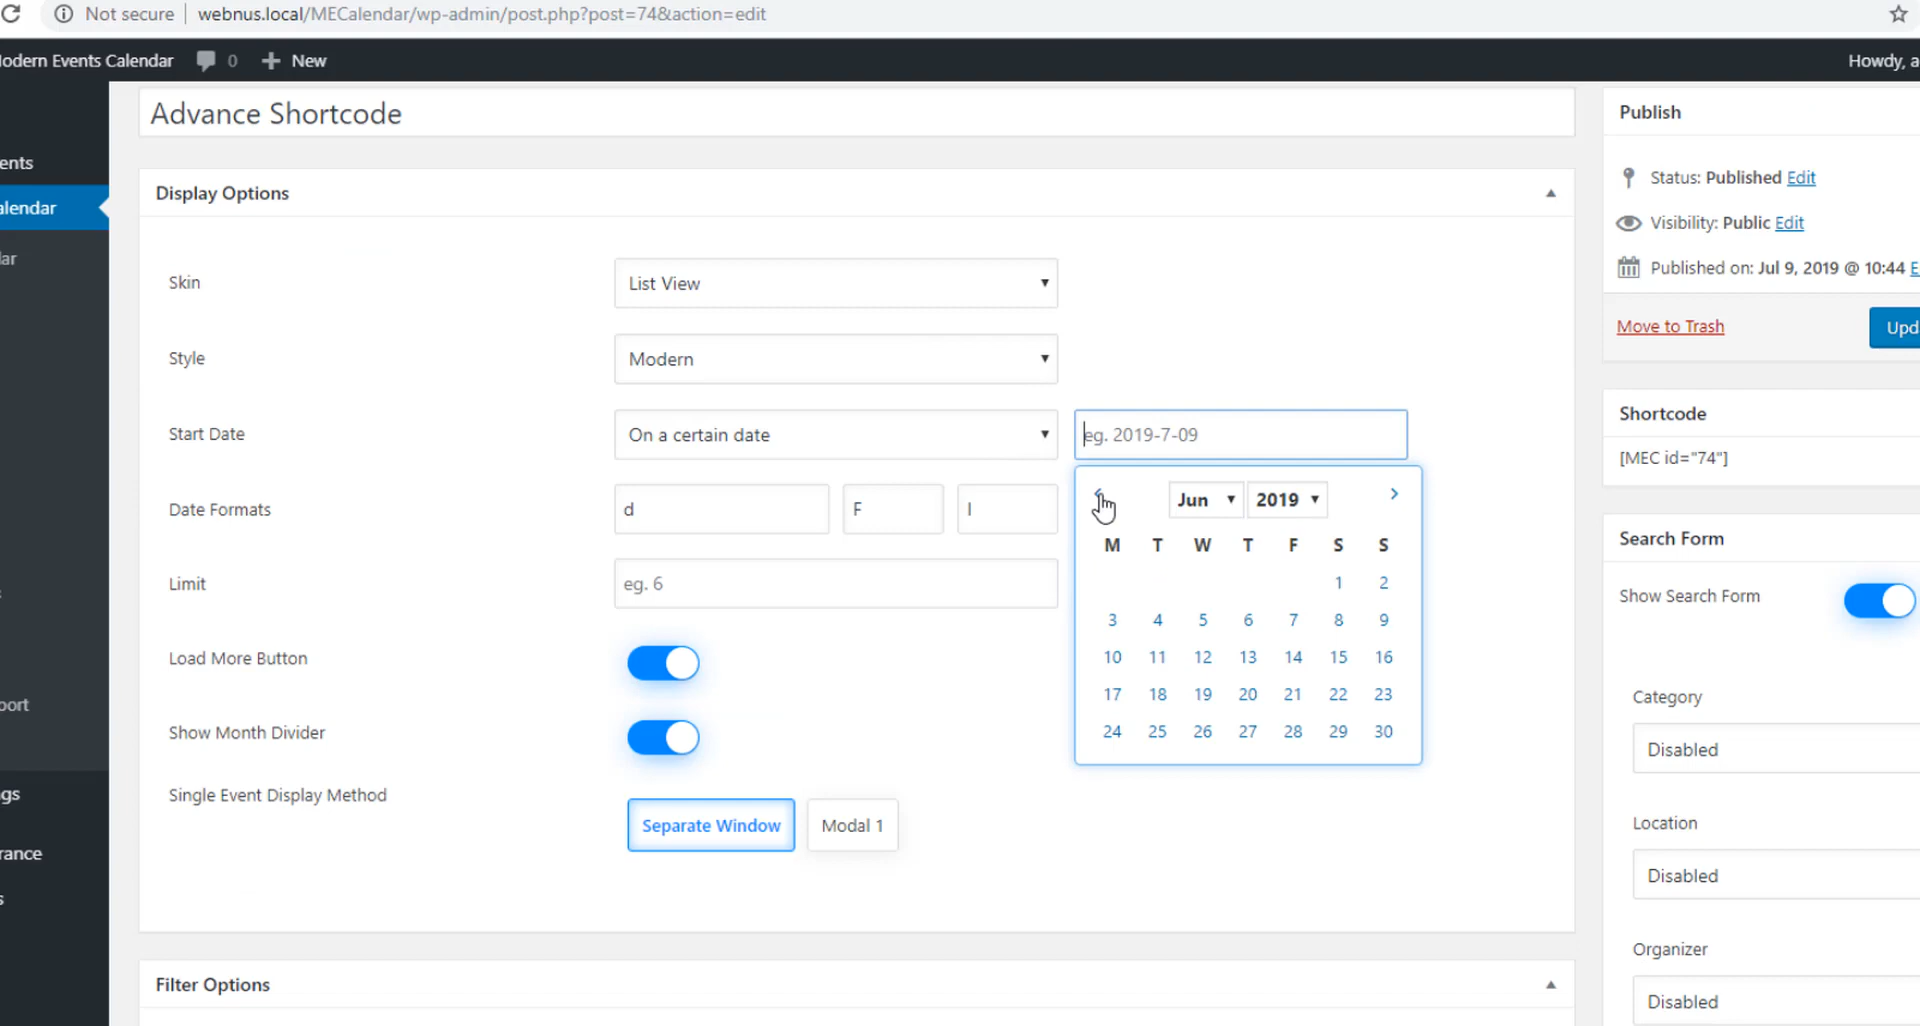 Not secure webnus.local/MECalendar/wp-admin/post.php?post=74&action=edit
odern Events Calendar 0 New Howdy, a
Advance Shortcode
Publish
ents
Status: Published Edit
Display Options
alendar
Visibility: Public Edit
ar
Published on: Jul 9, 2019 @ 10:44 E
Skin List View
Move to Trash Upd
Style Modern
Shortcode
Start Date On a certain date eg. 2019-7-09
[MEC id="74"]
Jun 2019
Date Formats d F l
Search Form
M T W T F S S
Limit eg. 6
1 2
Show Search Form
3 4 5 6 7 8 9
Load More Button
10 11 12 13 14 15 16
17 18 19 20 21 22 23
Category
port
Show Month Divider
24 25 26 27 28 29 30
Disabled
Single Event Display Method
gs
Separate Window Modal 1
Location
rance
Disabled
s
Organizer
Filter Options
Disabled